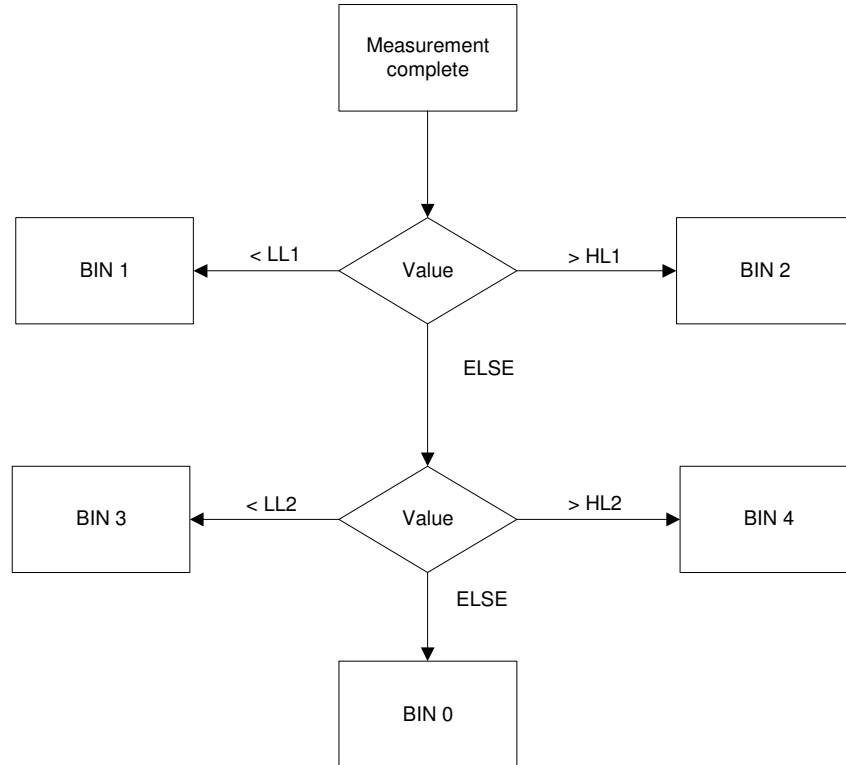 Measurement
complete
< LL1
> HL1
BIN 1
Value
BIN 2
ELSE
< LL2
> HL2
BIN 3
Value
BIN 4
ELSE
BIN 0